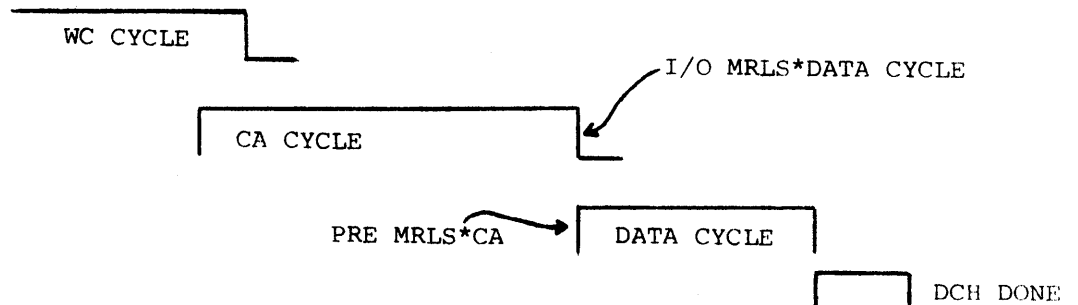 WC CYCLE
I/O MRLS*DATA CYCLE
CA CYCLE
PRE MRLS*CA
DATA CYCLE
DCH DONE